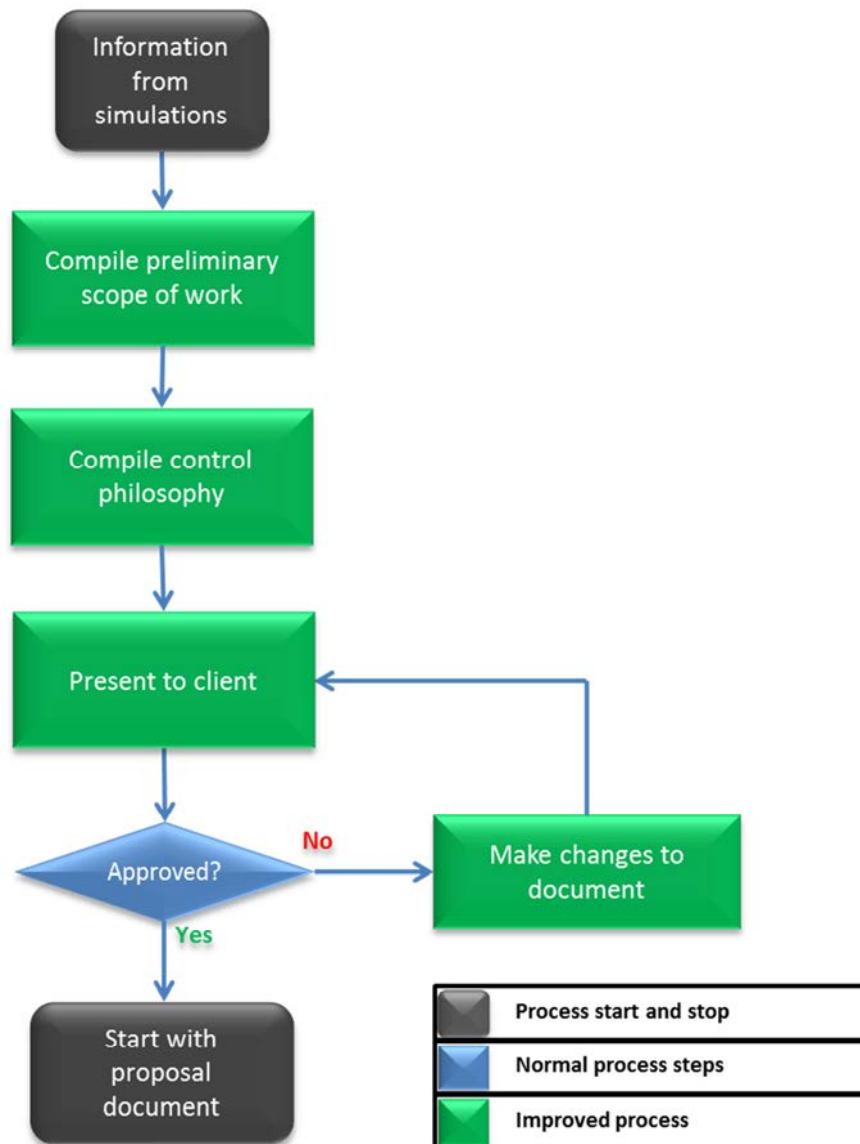 Information
from
simulations
Compile preliminary
scope of work
Compile control
philosophy
Present to client
Approved?
No
Make changes to
document
Yes
Start with
proposal
document
Process start and stop
Normal process steps
Improved process